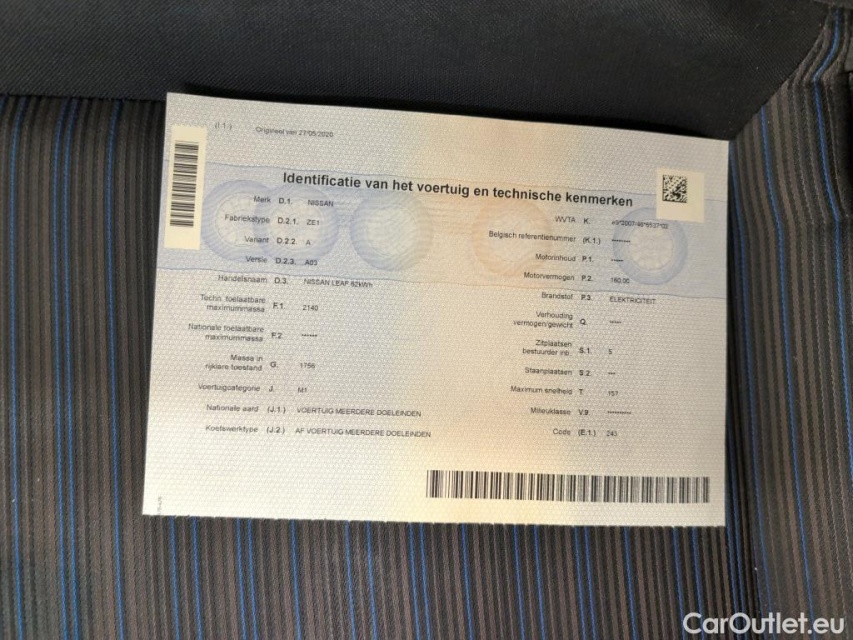 (I.1.) Origineel van 27/05/2020
Identificatie van het voertuig en technische kenmerken
Merk D.1. NISSAN
Fabriekstype D.2.1. ZE1
Variant D.2.2. A
Versie D.2.3. A03
Handelsnaam D.3. NISSAN LEAF 62kWh
Techn. toelaatbare
maximummassa F.1. 2140
Nationale toelaatbare
maximummassa F.2. ------
Massa in
rijklare toestand G. 1756
Voertuigcategorie J. M1
Nationale aard (J.1.) VOERTUIG MEERDERE DOELEINDEN
Koetswerktype (J.2.) AF VOERTUIG MEERDERE DOELEINDEN
WVTA K.
Belgisch referentienummer (K.1.) --------
Motorinhoud P.1. -----
Motorvermogen P.2. 160.00
Brandstof P.3. ELEKTRICITEIT
Verhouding
vermogen/gewicht Q. -----
Zitplaatsen
bestuurder inb. S.1. 5
Staanplaatsen S.2. ---
Maximum snelheid T. 157
Milieuklasse V.9. ----------
Code (E.1.) 243
CarOutlet.eu